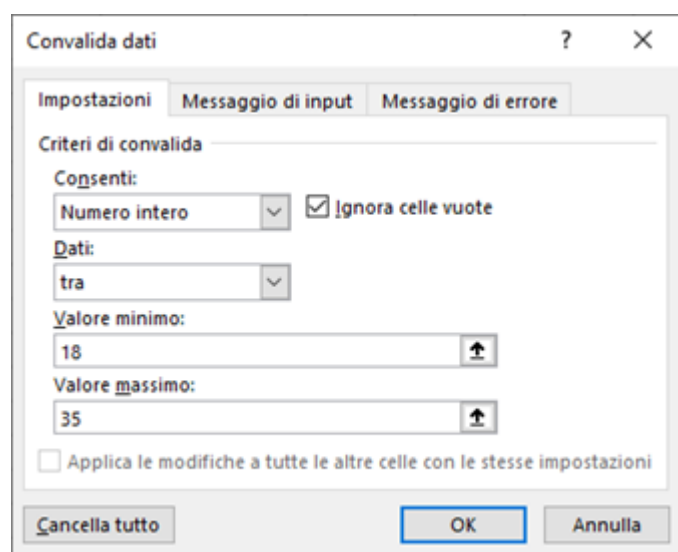 Convalida dati ? ×
Impostazioni Messaggio di input Messaggio di errore
Criteri di convalida
Consenti:
Numero intero Ignora celle vuote
Dati:
tra
Valore minimo:
18
Valore massimo:
35
Applica le modifiche a tutte le altre celle con le stesse impostazioni
Cancella tutto OK Annulla